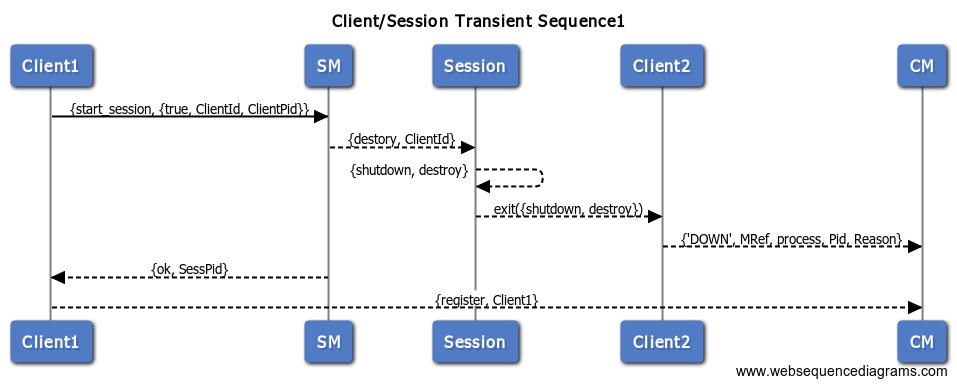 Client/Session Transient Sequence1
Client1 SM Session Client2 CM
{start_session, {true, ClientId, ClientPid}}
{destory, ClientId}
{shutdown, destroy}
exit({shutdown, destroy})
{'DOWN', MRef, process, Pid, Reason}
{ok, SessPid}
{register, Client1}
Client1 SM Session Client2 CM
www.websequencediagrams.com